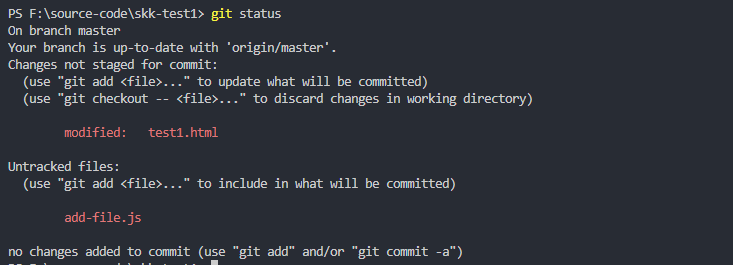 PS F:\source-code\skk-test1> git status
On branch master
Your branch is up-to-date with 'origin/master'.
Changes not staged for commit:
  (use "git add <file>..." to update what will be committed)
  (use "git checkout -- <file>..." to discard changes in working directory)
        modified:   test1.html
Untracked files:
  (use "git add <file>..." to include in what will be committed)
        add-file.js
no changes added to commit (use "git add" and/or "git commit -a")